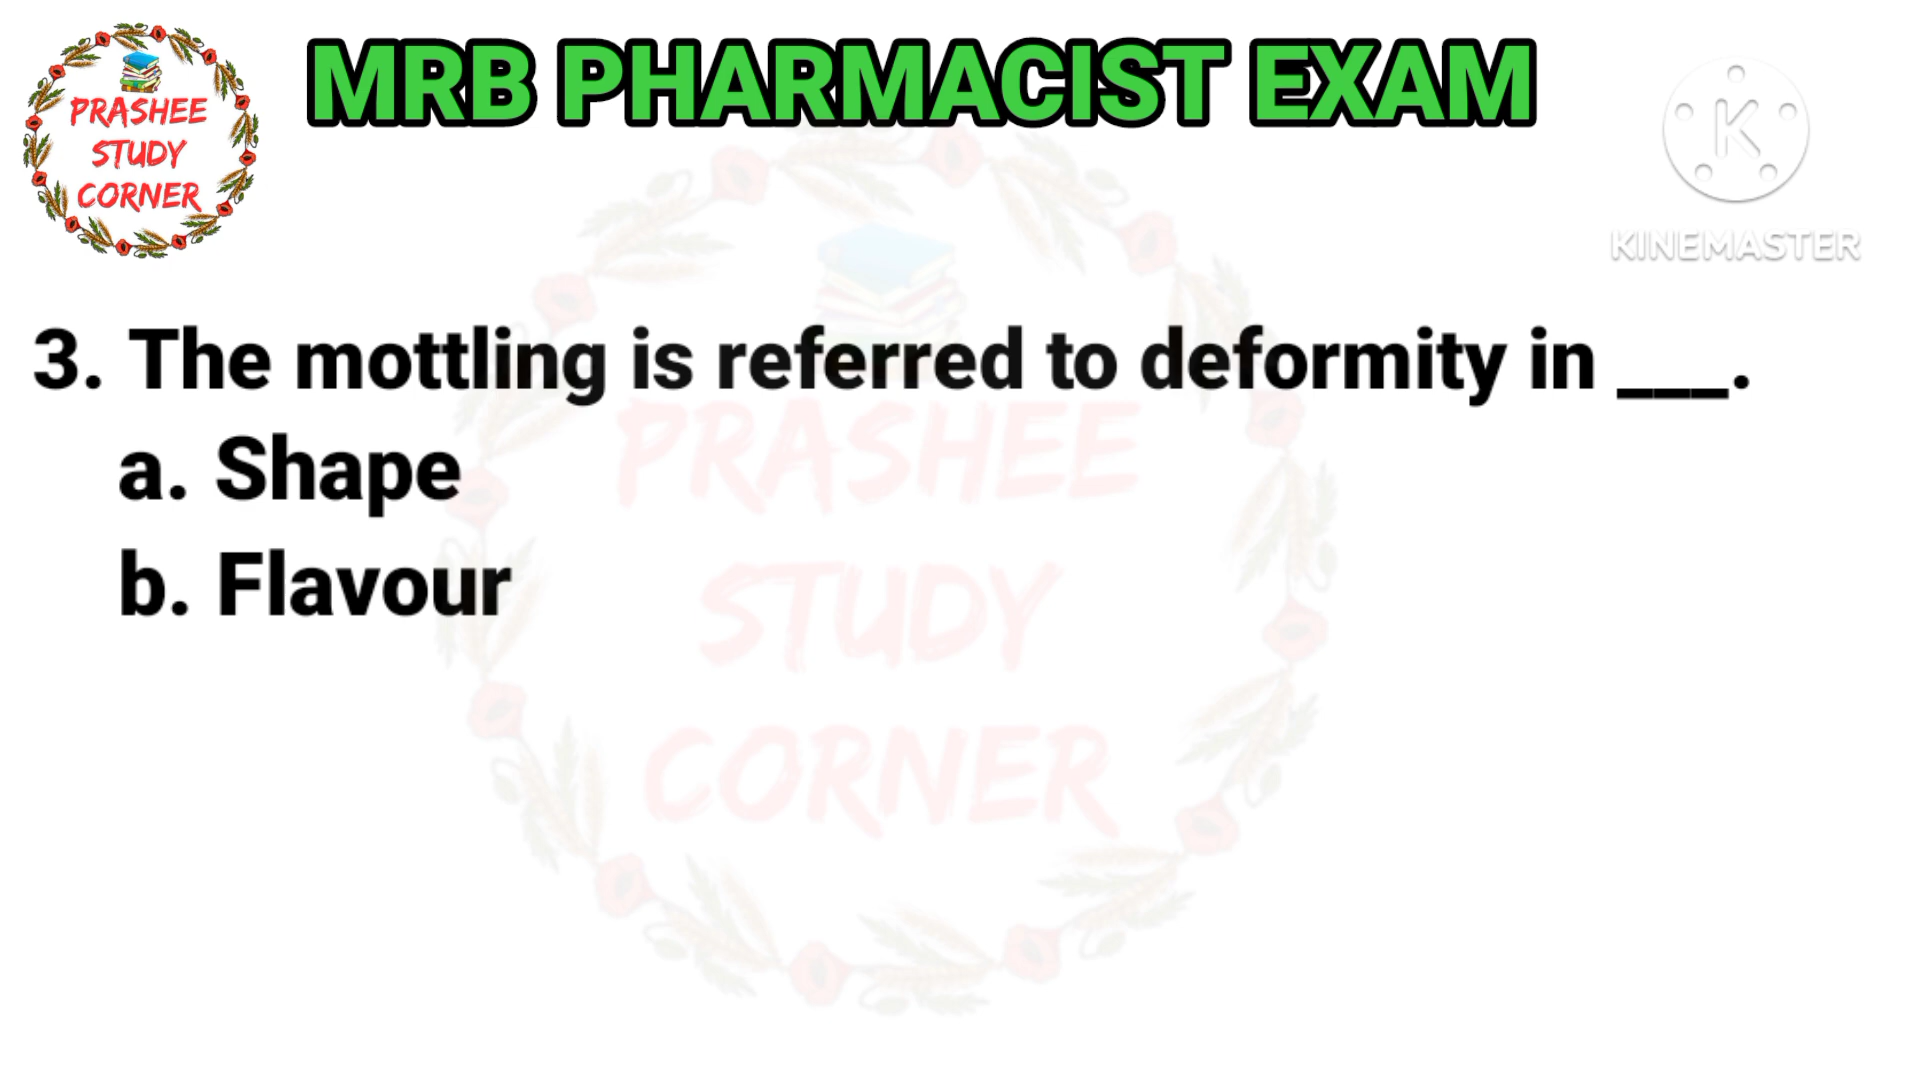 PRASHEE
STUDY
CORNER
MRB PHARMACIST EXAM
K
KINEMASTER
3. The mottling is referred to deformity in ___.
a. Shape
b. Flavour
PRASHEE
STUDY
CORNER